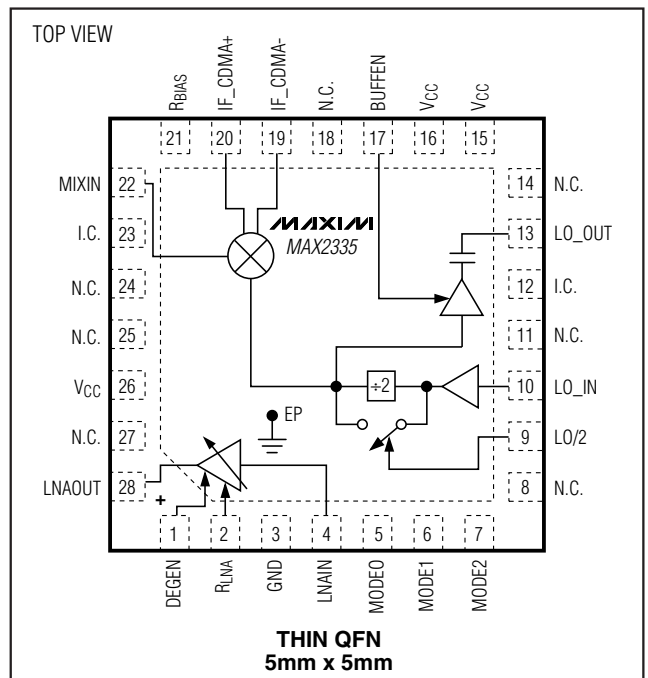 TOP VIEW
RBIAS
IF_CDMA+
IF_CDMA-
N.C.
BUFFEN
VCC
VCC
21
20
19
18
17
16
15
MIXIN 22
I.C. 23
N.C. 24
N.C. 25
VCC 26
N.C. 27
LNAOUT 28
+
MAXIM
MAX2335
÷2
EP
14 N.C.
13 LO_OUT
12 I.C.
11 N.C.
10 LO_IN
9 LO/2
8 N.C.
1
2
3
4
5
6
7
DEGEN
RLNA
GND
LNAIN
MODE0
MODE1
MODE2
THIN QFN
5mm x 5mm